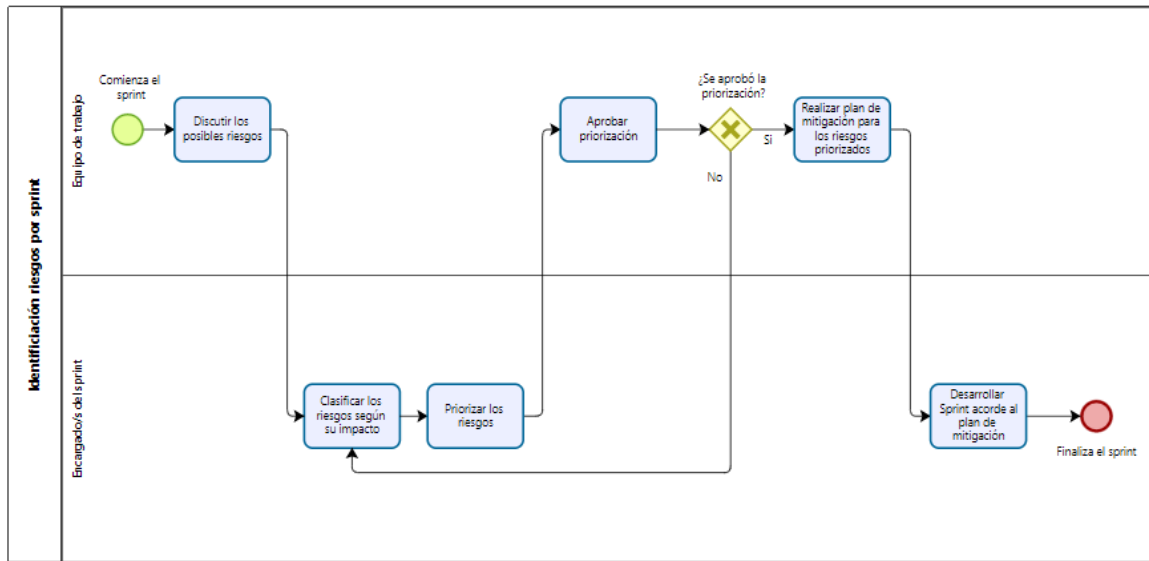 Identificiación riesgos por sprint
Equipo de trabajo
Comienza el
sprint
Discutir los
posibles riesgos
Aprobar
priorización
¿Se aprobó la
priorización?
Si
No
Realizar plan de
mitigación para
los riesgos
priorizados
Encargado/s del sprint
Clasificar los
riesgos según
su impacto
Priorizar los
riesgos
Desarrollar
Sprint acorde al
plan de
mitigación
Finaliza el sprint